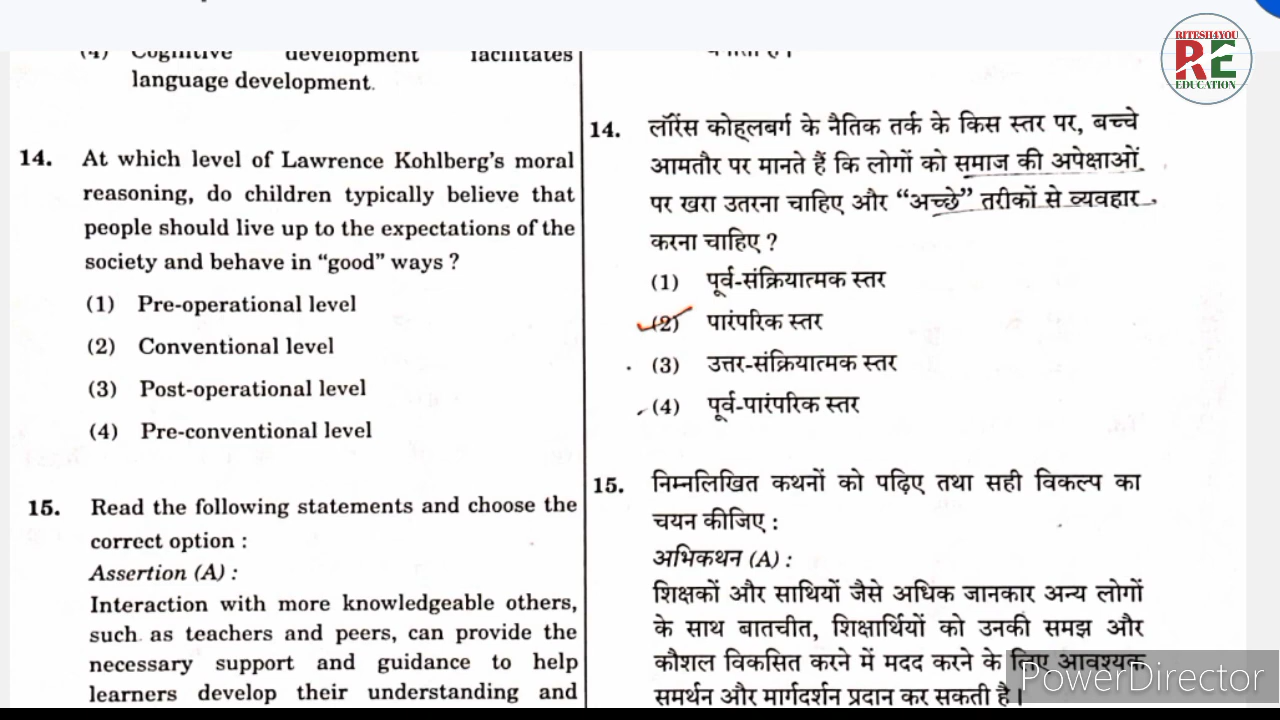 RITESH4YOU
RE
EDUCATION
(4) Cognitive development facilitates
language development.
14. At which level of Lawrence Kohlberg's moral
reasoning, do children typically believe that
people should live up to the expectations of the
society and behave in "good" ways ?
(1) Pre-operational level
(2) Conventional level
(3) Post-operational level
(4) Pre-conventional level
15. Read the following statements and choose the
correct option :
Assertion (A) :
Interaction with more knowledgeable others,
such as teachers and peers, can provide the
necessary support and guidance to help
learners develop their understanding and
14. लॉरेंस कोह्लबर्ग के नैतिक तर्क के किस स्तर पर, बच्चे
आमतौर पर मानते हैं कि लोगों को समाज की अपेक्षाओं
पर खरा उतरना चाहिए और “अच्छे” तरीकों से व्यवहार
करना चाहिए ?
(1) पूर्व-संक्रियात्मक स्तर
(2) पारंपरिक स्तर
(3) उत्तर-संक्रियात्मक स्तर
(4) पूर्व-पारंपरिक स्तर
15. निम्नलिखित कथनों को पढ़िए तथा सही विकल्प का
चयन कीजिए :
अभिकथन (A) :
शिक्षकों और साथियों जैसे अधिक जानकार अन्य लोगों
के साथ बातचीत, शिक्षार्थियों को उनकी समझ और
कौशल विकसित करने में मदद करने के लिए आवश्यक
समर्थन और मार्गदर्शन प्रदान कर सकती है।
PowerDirector